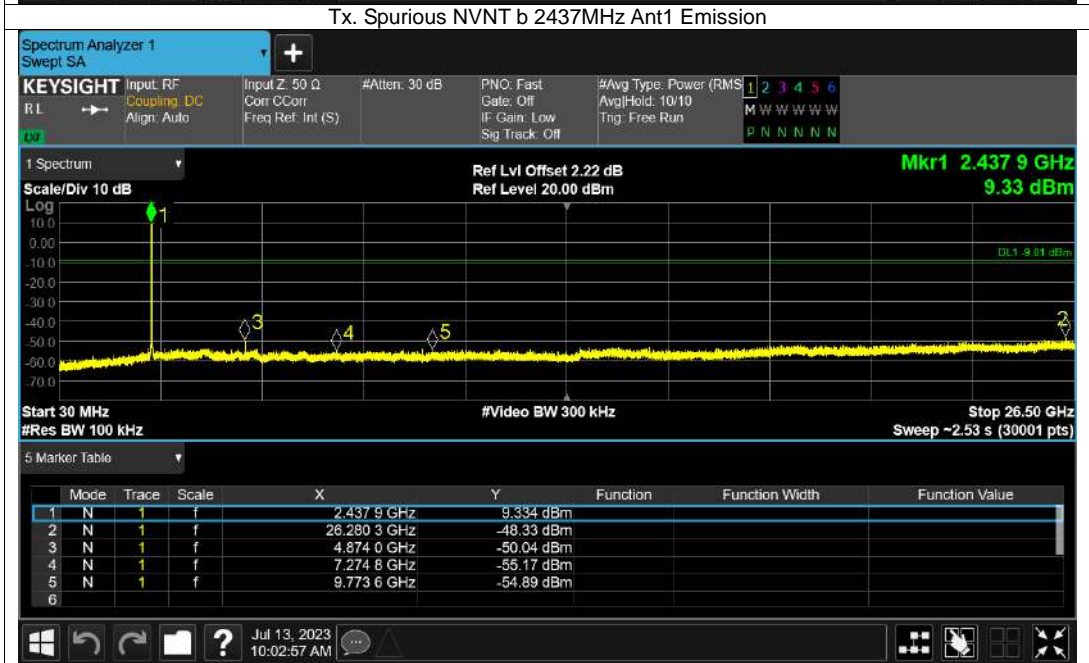 Tx. Spurious NVNT b 2437MHz Ant1 Emission
Spectrum Analyzer 1
Swept SA
KEYSIGHT Input: RF Input Z: 50 Ω #Atten: 30 dB PNO: Fast #Avg Type: Power (RMS 1 2 3 4 5 6
RL Coupling: DC Corr CCorr Gate: Off Avg|Hold: 10/10 M W W W W W
Align: Auto Freq Ref: Int (S) IF Gain: Low Trig: Free Run
LXI Sig Track: Off P N N N N N
1 Spectrum Ref Lvl Offset 2.22 dB Mkr1 2.437 9 GHz
Scale/Div 10 dB Ref Level 20.00 dBm 9.33 dBm
Log
1
10.0
0.00
DL1 -9.01 dBm
-10.0
-20.0
-30.0
-40.0
3 4 5 2
-50.0
-60.0
-70.0
Start 30 MHz #Video BW 300 kHz Stop 26.50 GHz
#Res BW 100 kHz Sweep ~2.53 s (30001 pts)
5 Marker Table
Mode Trace Scale X Y Function Function Width Function Value
1 N 1 f 2.437 9 GHz 9.334 dBm
2 N 1 f 26.280 3 GHz -48.33 dBm
3 N 1 f 4.874 0 GHz -50.04 dBm
4 N 1 f 7.274 8 GHz -55.17 dBm
5 N 1 f 9.773 6 GHz -54.89 dBm
6
? Jul 13, 2023
10:02:57 AM